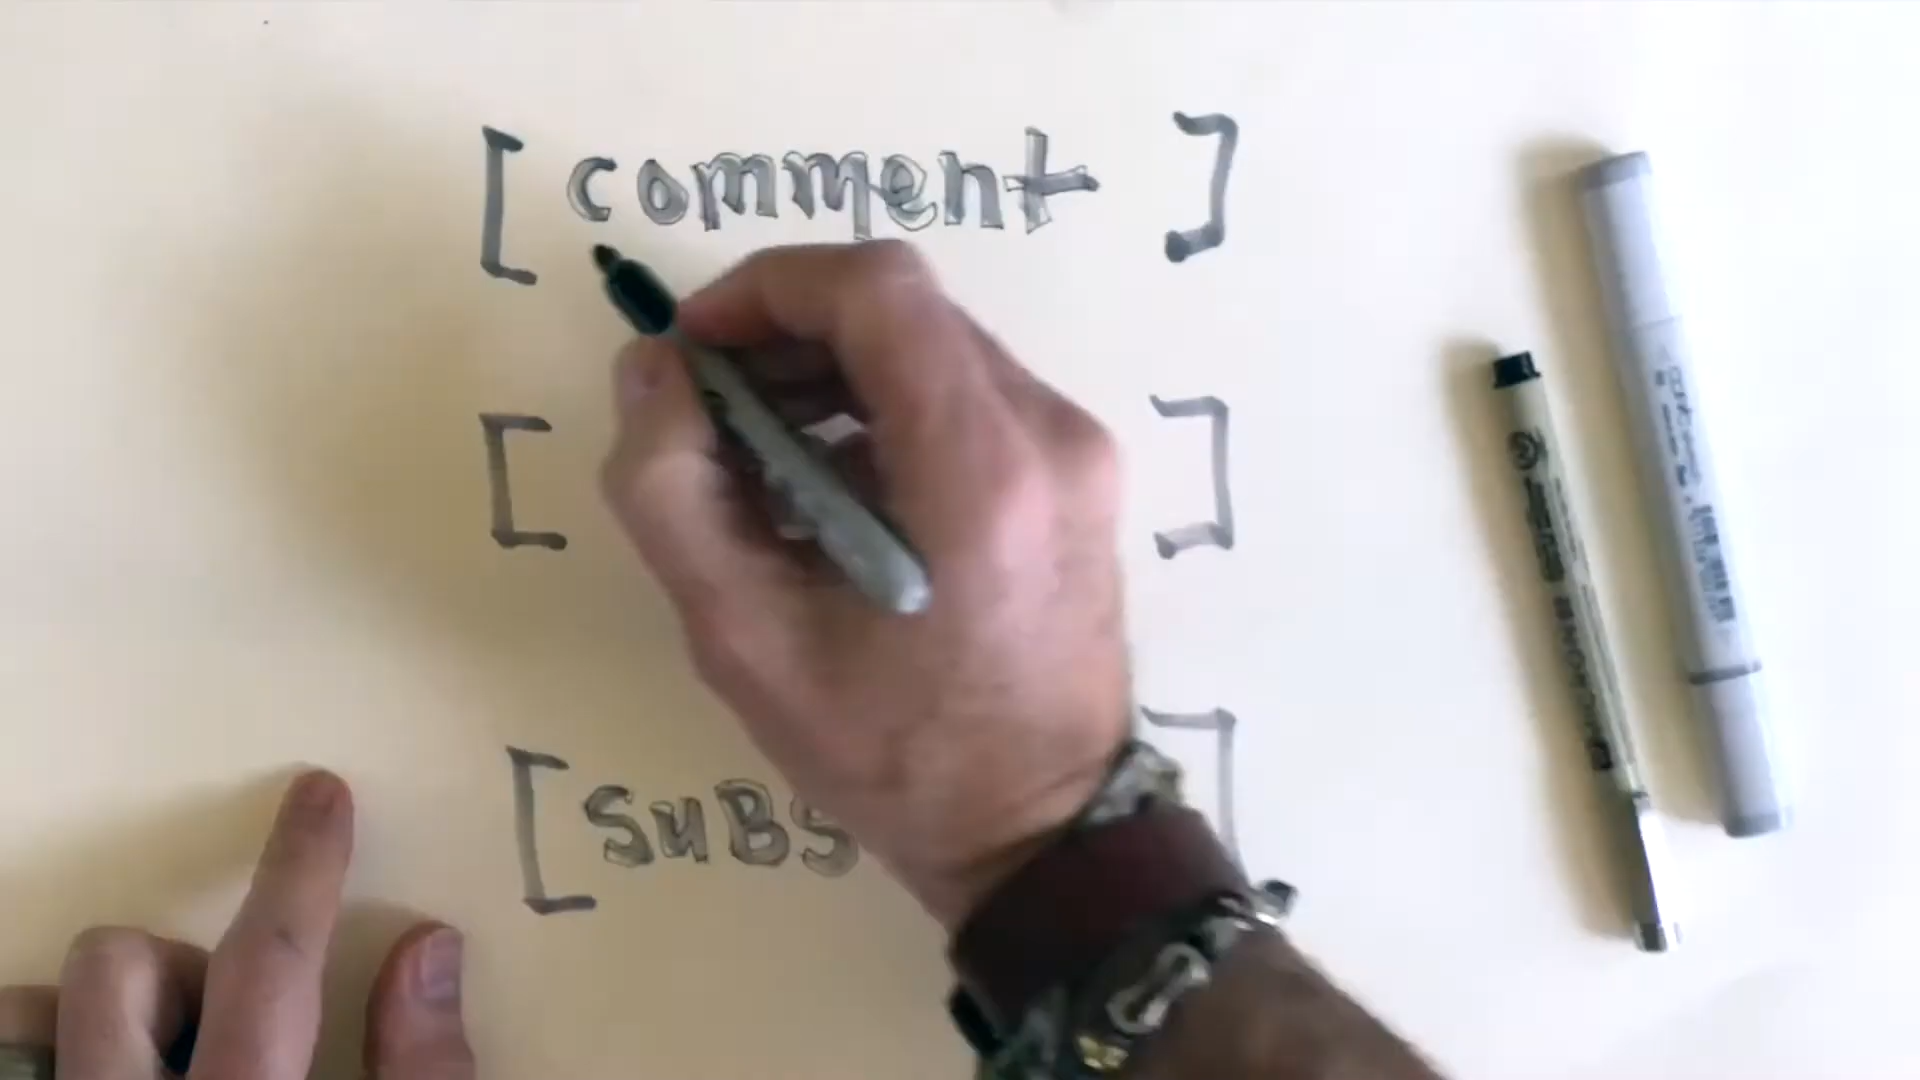 [ comment ]
[ ]
[ SuBS ]